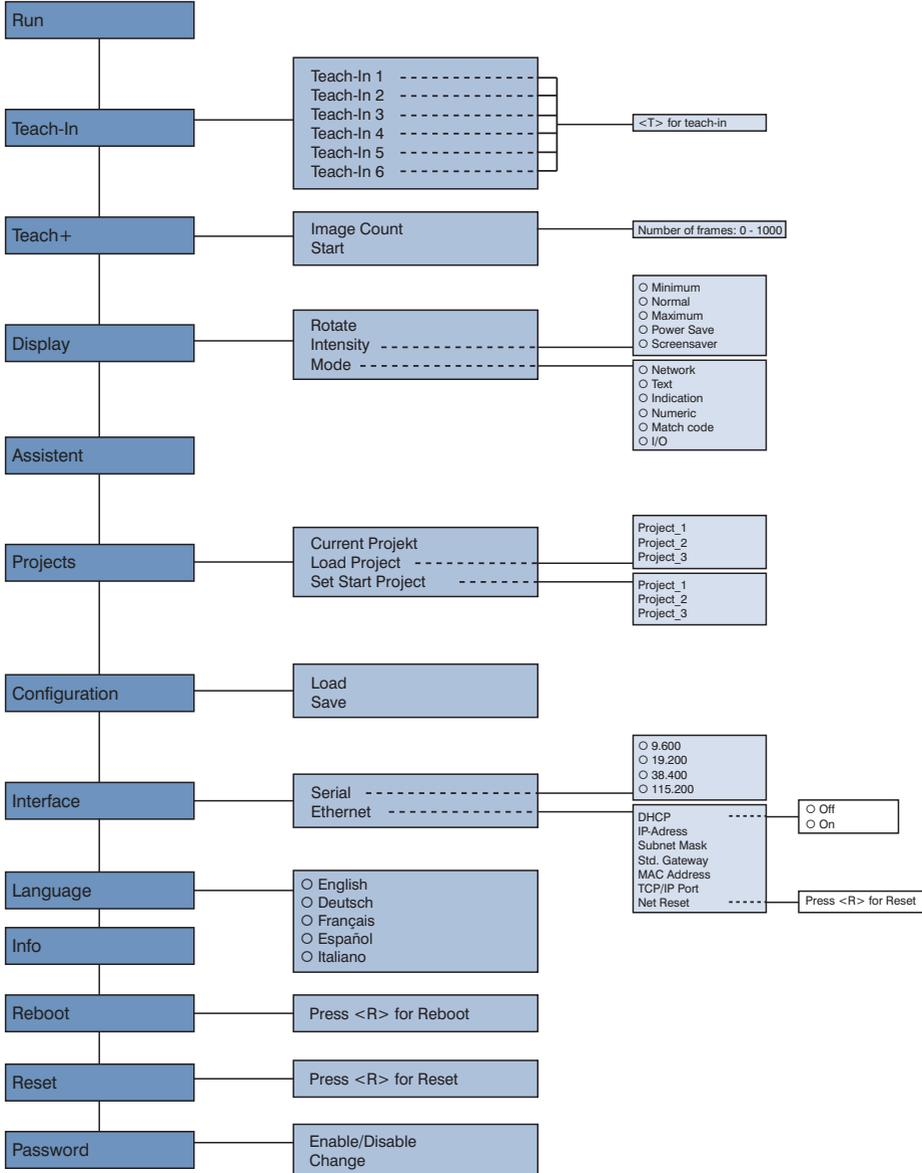 Run
Teach-In
Teach-In 1
Teach-In 2
Teach-In 3
Teach-In 4
Teach-In 5
Teach-In 6
<T> for teach-in
Teach+
Image Count
Start
Number of frames: 0 - 1000
Display
Rotate
Intensity
Mode
Minimum
Normal
Maximum
Power Save
Screensaver
Network
Text
Indication
Numeric
Match code
I/O
Assistent
Projects
Current Projekt
Load Project
Set Start Project
Project_1
Project_2
Project_3
Project_1
Project_2
Project_3
Configuration
Load
Save
Interface
Serial
Ethernet
9.600
19.200
38.400
115.200
DHCP
IP-Adress
Subnet Mask
Std. Gateway
MAC Address
TCP/IP Port
Net Reset
Off
On
Press <R> for Reset
Language
English
Deutsch
Français
Español
Italiano
Info
Reboot
Press <R> for Reboot
Reset
Press <R> for Reset
Password
Enable/Disable
Change